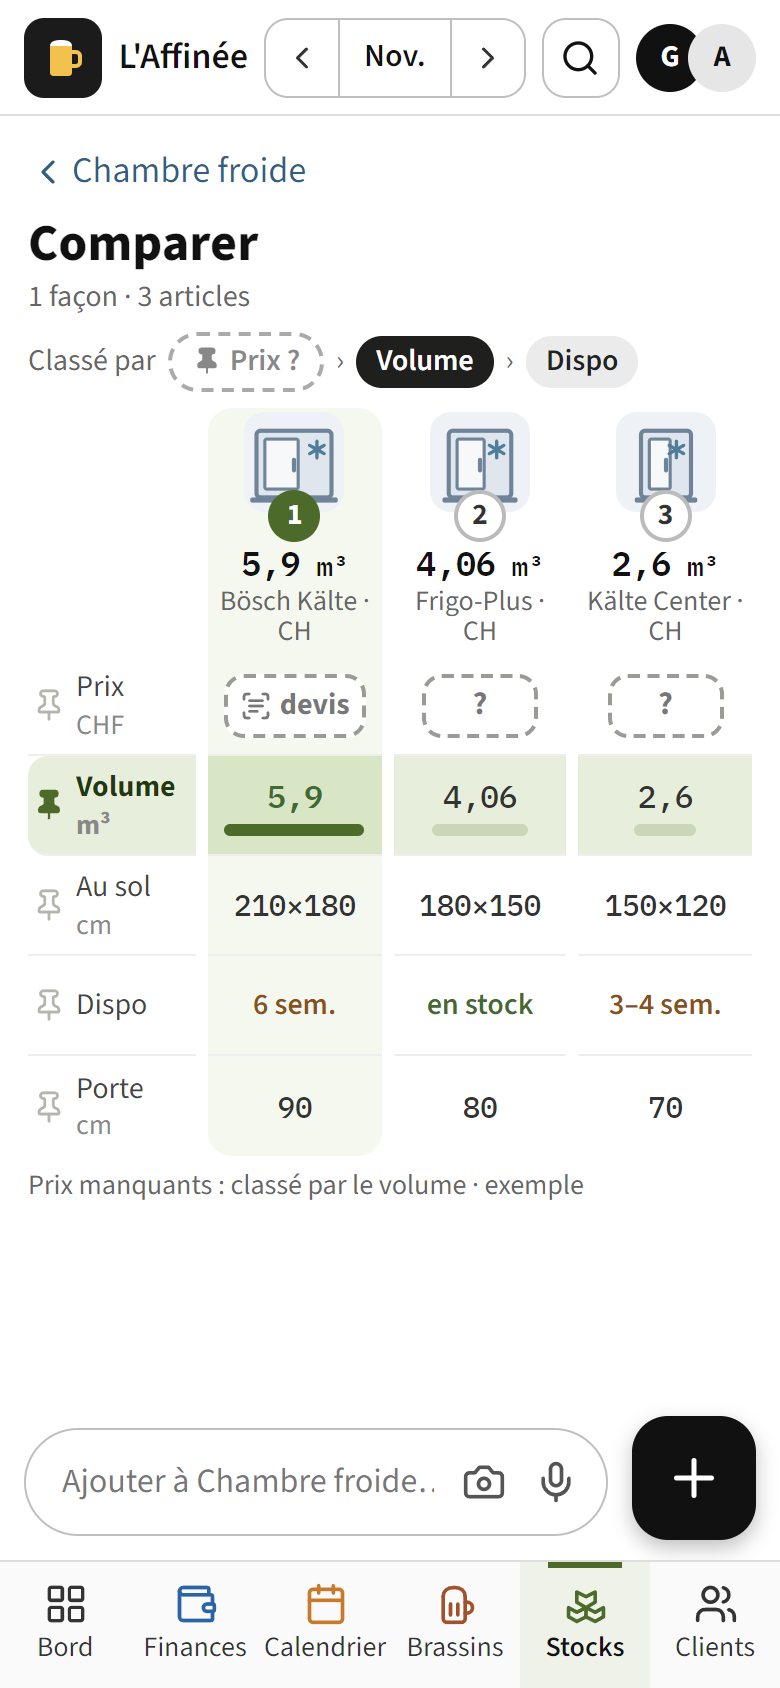 L'Affinée
Nov.
G A
Chambre froide
Comparer
1 façon · 3 articles
Classé par Prix ? › Volume › Dispo
1 2 3
5,9 m³ 4,06 m³ 2,6 m³
Bösch Kälte · Frigo-Plus · Kälte Center ·
CH CH CH
Prix
CHF
devis ? ?
Volume
m³
5,9 4,06 2,6
Au sol
cm
210×180 180×150 150×120
Dispo 6 sem. en stock 3–4 sem.
Porte
cm
90 80 70
Prix manquants : classé par le volume · exemple
Ajouter à Chambre froide..
Bord Finances Calendrier Brassins Stocks Clients